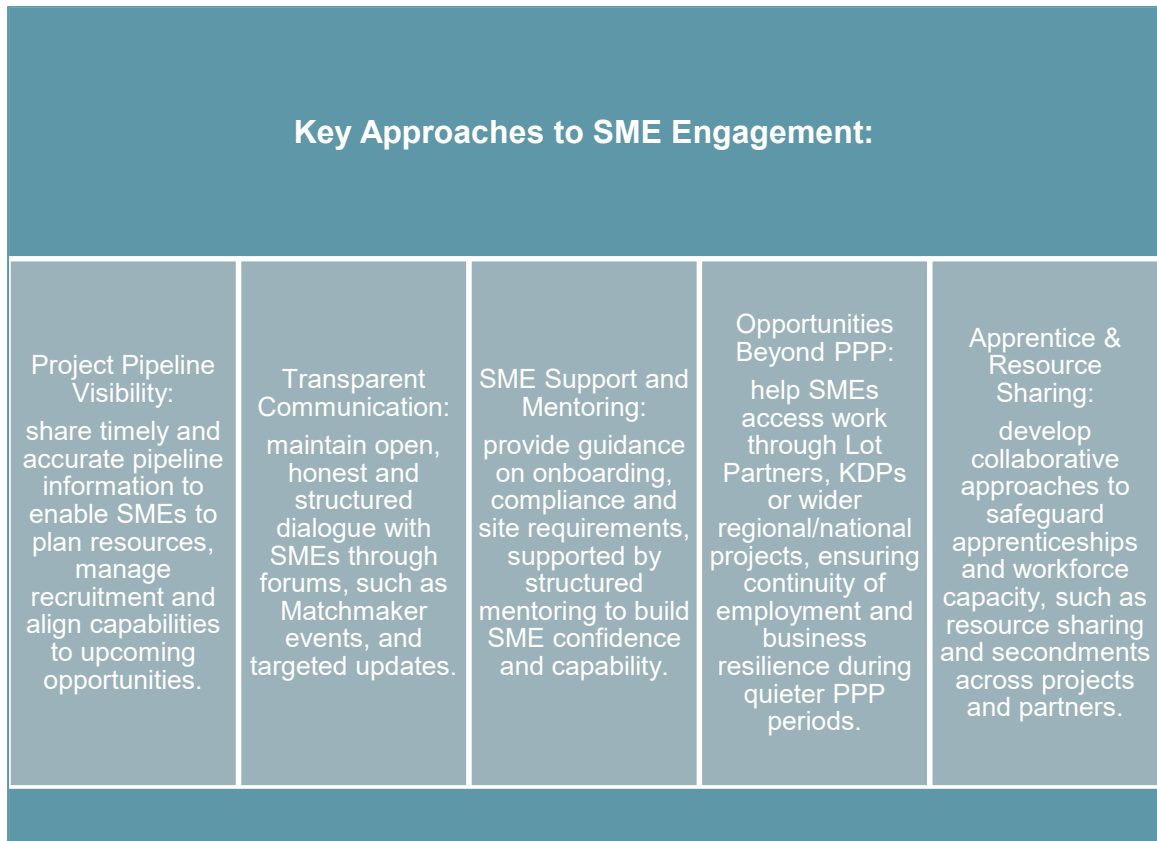 Key Approaches to SME Engagement:
Project Pipeline
Visibility:
share timely and
accurate pipeline
information to
enable SMEs to
plan resources,
manage
recruitment and
align capabilities
to upcoming
opportunities.
Transparent
Communication:
maintain open,
honest and
structured
dialogue with
SMEs through
forums, such as
Matchmaker
events, and
targeted updates.
SME Support and
Mentoring:
provide guidance
on onboarding,
compliance and
site requirements,
supported by
structured
mentoring to build
SME confidence
and capability.
Opportunities
Beyond PPP:
help SMEs
access work
through Lot
Partners, KDPs
or wider
regional/national
projects, ensuring
continuity of
employment and
business
resilience during
quieter PPP
periods.
Apprentice &
Resource
Sharing:
develop
collaborative
approaches to
safeguard
apprenticeships
and workforce
capacity, such as
resource sharing
and secondments
across projects
and partners.